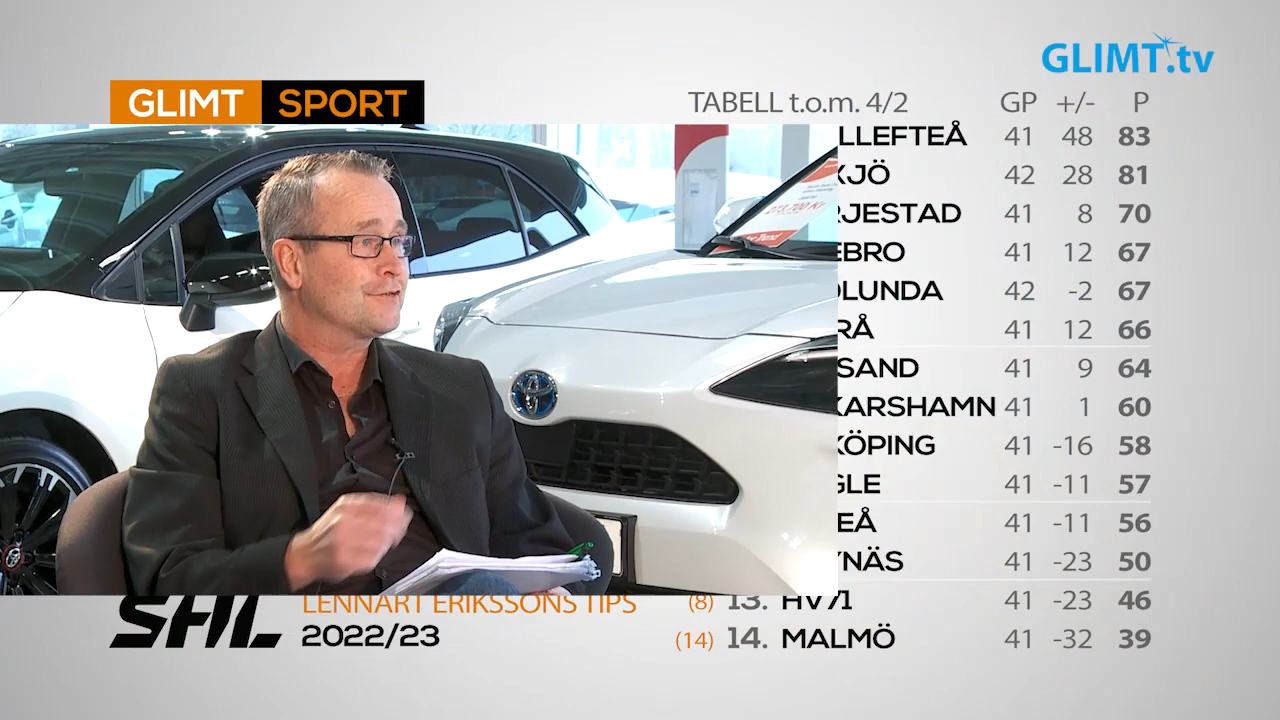 GLIMT.tv
GLIMT SPORT
TABELL t.o.m. 4/2 GP +/- P
LLEFTEÅ 41 48 83
KJÖ 42 28 81
RJESTAD 41 8 70
EBRO 41 12 67
LUNDA 42 -2 67
RÅ 41 12 66
SAND 41 9 64
KARSHAMN 41 1 60
KÖPING 41 -16 58
GLE 41 -11 57
EÅ 41 -11 56
YNÄS 41 -23 50
(8) 13. HV71 41 -23 46
(14) 14. MALMÖ 41 -32 39
SHL LENNART ERIKSSONS TIPS
2022/23